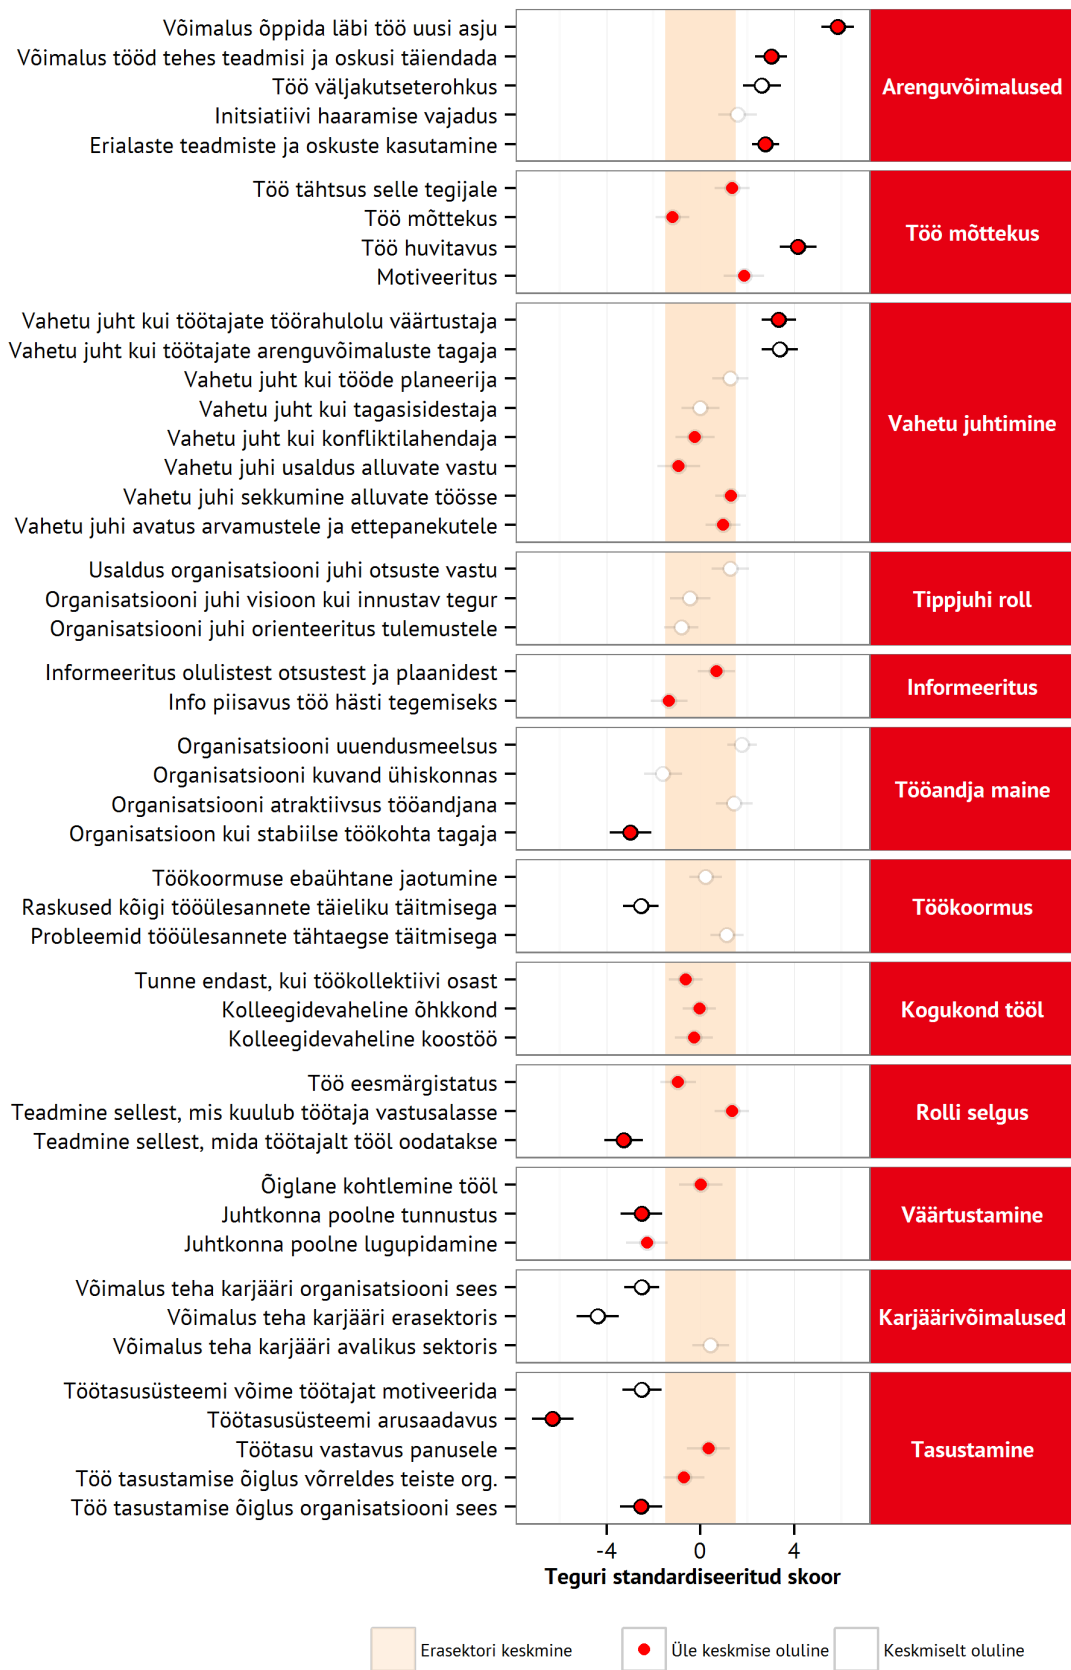 Võimalus õppida läbi töö uusi asju
Võimalus tööd tehes teadmisi ja oskusi täiendada
Töö väljakutseterohkus
Initsiatiivi haaramise vajadus
Erialaste teadmiste ja oskuste kasutamine
Arenguvõimalused
Töö tähtsus selle tegijale
Töö mõttekus
Töö huvitavus
Motiveeritus
Töö mõttekus
Vahetu juht kui töötajate töörahulolu väärtustaja
Vahetu juht kui töötajate arenguvõimaluste tagaja
Vahetu juht kui tööde planeerija
Vahetu juht kui tagasisidestaja
Vahetu juht kui konfliktilahendaja
Vahetu juhi usaldus alluvate vastu
Vahetu juhi sekkumine alluvate töösse
Vahetu juhi avatus arvamustele ja ettepanekutele
Vahetu juhtimine
Usaldus organisatsiooni juhi otsuste vastu
Organisatsiooni juhi visioon kui innustav tegur
Organisatsiooni juhi orienteeritus tulemustele
Tippjuhi roll
Informeeritus olulistest otsustest ja plaanidest
Info piisavus töö hästi tegemiseks
Informeeritus
Organisatsiooni uuendusmeelsus
Organisatsiooni kuvand ühiskonnas
Organisatsiooni atraktiivsus tööandjana
Organisatsioon kui stabiilse töökohta tagaja
Tööandja maine
Töökoormuse ebaühtane jaotumine
Raskused kõigi tööülesannete täieliku täitmisega
Probleemid tööülesannete tähtaegse täitmisega
Töökoormus
Tunne endast, kui töökollektiivi osast
Kolleegidevaheline õhkkond
Kolleegidevaheline koostöö
Kogukond tööl
Töö eesmärgistatus
Teadmine sellest, mis kuulub töötaja vastusalasse
Teadmine sellest, mida töötajalt tööl oodatakse
Rolli selgus
Õiglane kohtlemine tööl
Juhtkonna poolne tunnustus
Juhtkonna poolne lugupidamine
Väärtustamine
Võimalus teha karjääri organisatsiooni sees
Võimalus teha karjääri erasektoris
Võimalus teha karjääri avalikus sektoris
Karjäärivõimalused
Töötasusüsteemi võime töötajat motiveerida
Töötasusüsteemi arusaadavus
Töötasu vastavus panusele
Töö tasustamise õiglus võrreldes teiste org.
Töö tasustamise õiglus organisatsiooni sees
Tasustamine
-4 0 4
Teguri standardiseeritud skoor
Erasektori keskmine Üle keskmise oluline Keskmiselt oluline